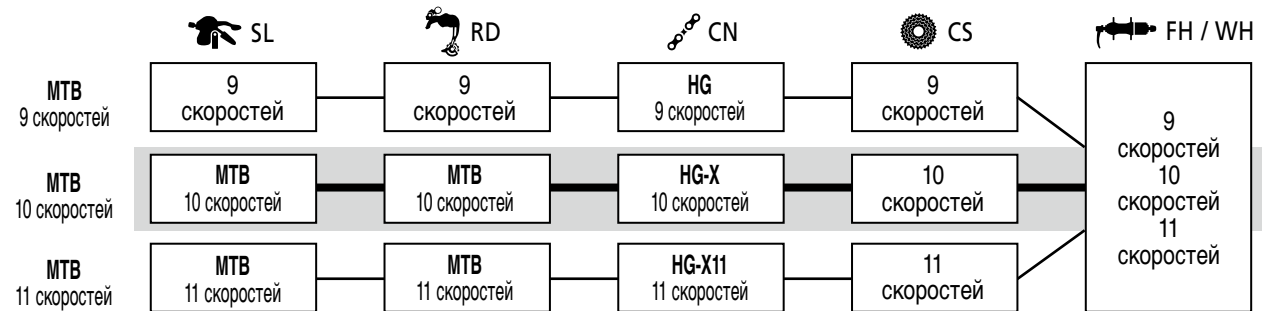 SL
RD
CN
CS
FH / WH
MTB
9 скоростей
9
скоростей
9
скоростей
HG
9 скоростей
9
скоростей
MTB
10 скоростей
MTB
10 скоростей
MTB
10 скоростей
HG-X
10 скоростей
10
скоростей
MTB
11 скоростей
MTB
11 скоростей
MTB
11 скоростей
HG-X11
11 скоростей
11
скоростей
9
скоростей
10
скоростей
11
скоростей